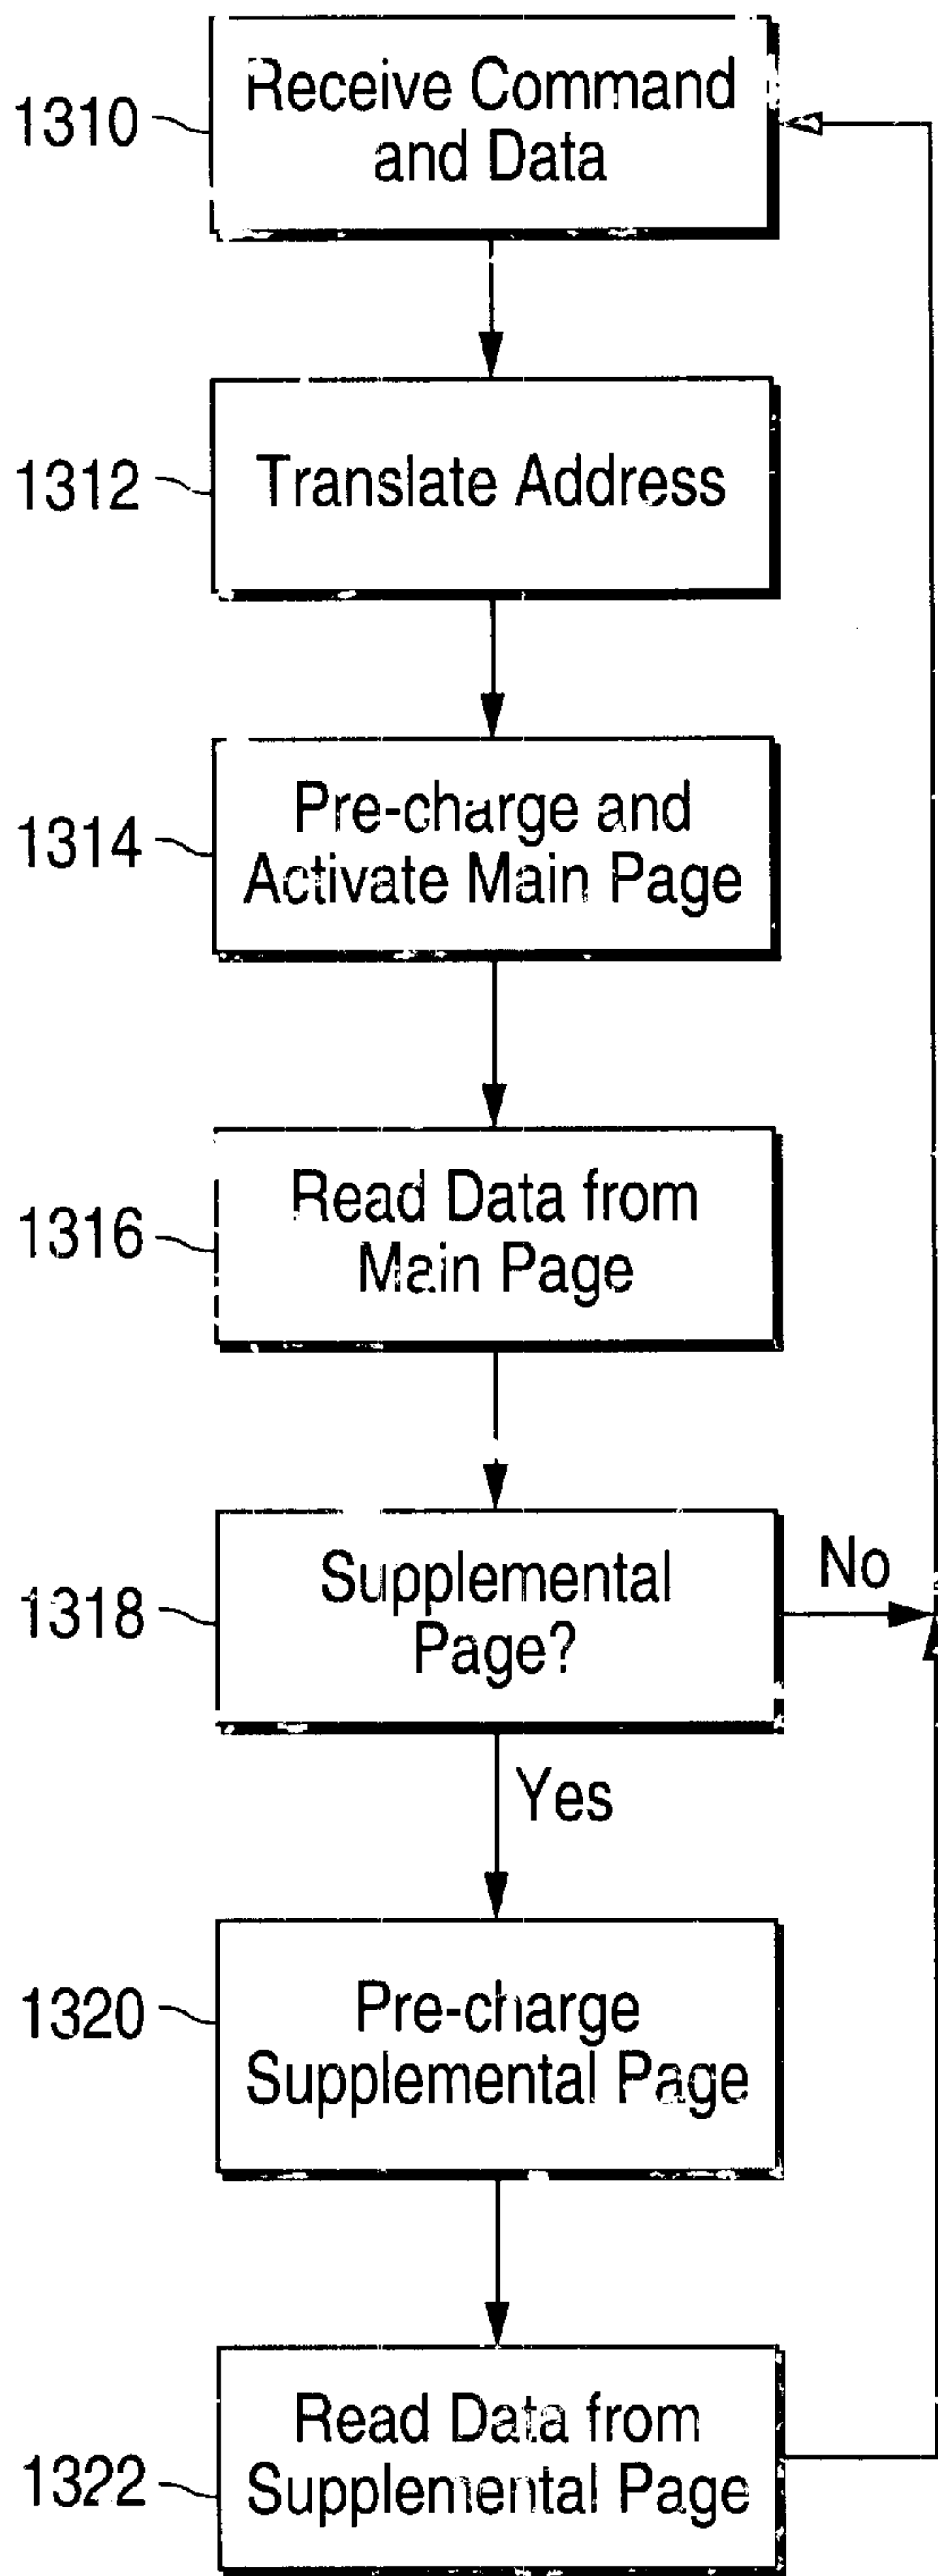 1310
Receive Command
and Data
1312
Translate Address
1314
Pre-charge and
Activate Main Page
1316
Read Data from
Main Page
1318
Supplemental
Page?
No
Yes
1320
Pre-charge
Supplemental Page
1322
Read Data from
Supplemental Page